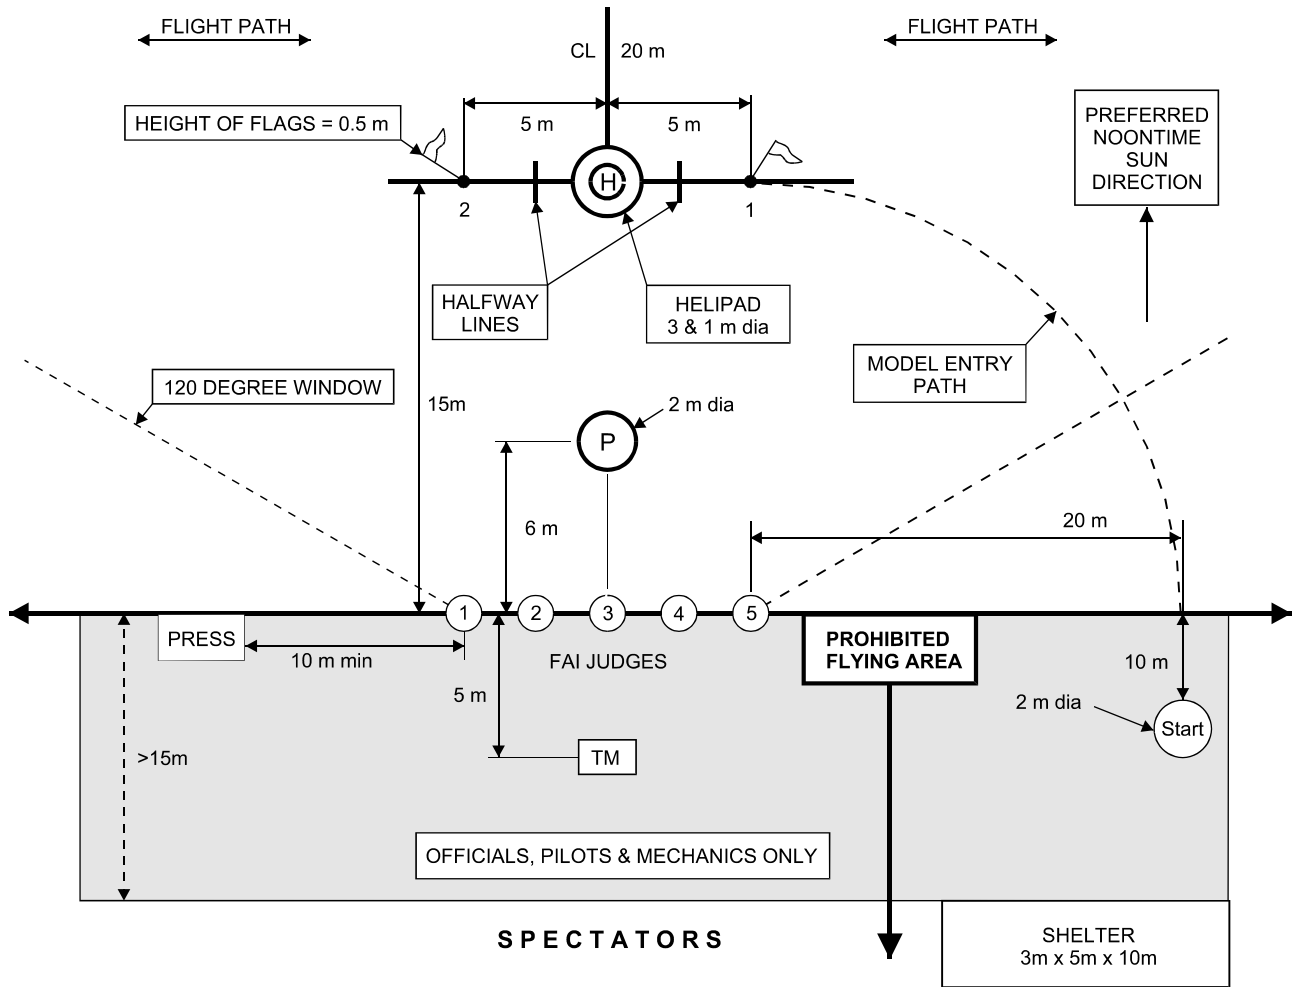 FLIGHT PATH
FLIGHT PATH
CL
20 m
HEIGHT OF FLAGS = 0.5 m
5 m
5 m
PREFERRED
NOONTIME
SUN
DIRECTION
H
2
1
HALFWAY
LINES
HELIPAD
3 & 1 m dia
MODEL ENTRY
PATH
120 DEGREE WINDOW
15m
2 m dia
P
6 m
20 m
1
2
3
4
5
PRESS
10 m min
FAI JUDGES
PROHIBITED
FLYING AREA
10 m
5 m
2 m dia
Start
>15m
TM
OFFICIALS, PILOTS & MECHANICS ONLY
SPECTATORS
SHELTER
3m x 5m x 10m